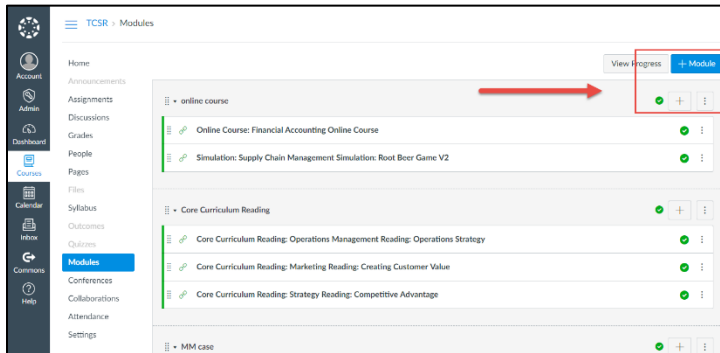 TCSR › Modules
Account
Admin
Dashboard
Courses
Calendar
Inbox
Commons
Help
Home
Announcements
Assignments
Discussions
Grades
People
Pages
Files
Syllabus
Outcomes
Quizzes
Modules
Conferences
Collaborations
Attendance
Settings
View Progress
+ Module
online course
Online Course: Financial Accounting Online Course
Simulation: Supply Chain Management Simulation: Root Beer Game V2
Core Curriculum Reading
Core Curriculum Reading: Operations Management Reading: Operations Strategy
Core Curriculum Reading: Marketing Reading: Creating Customer Value
Core Curriculum Reading: Strategy Reading: Competitive Advantage
MM case